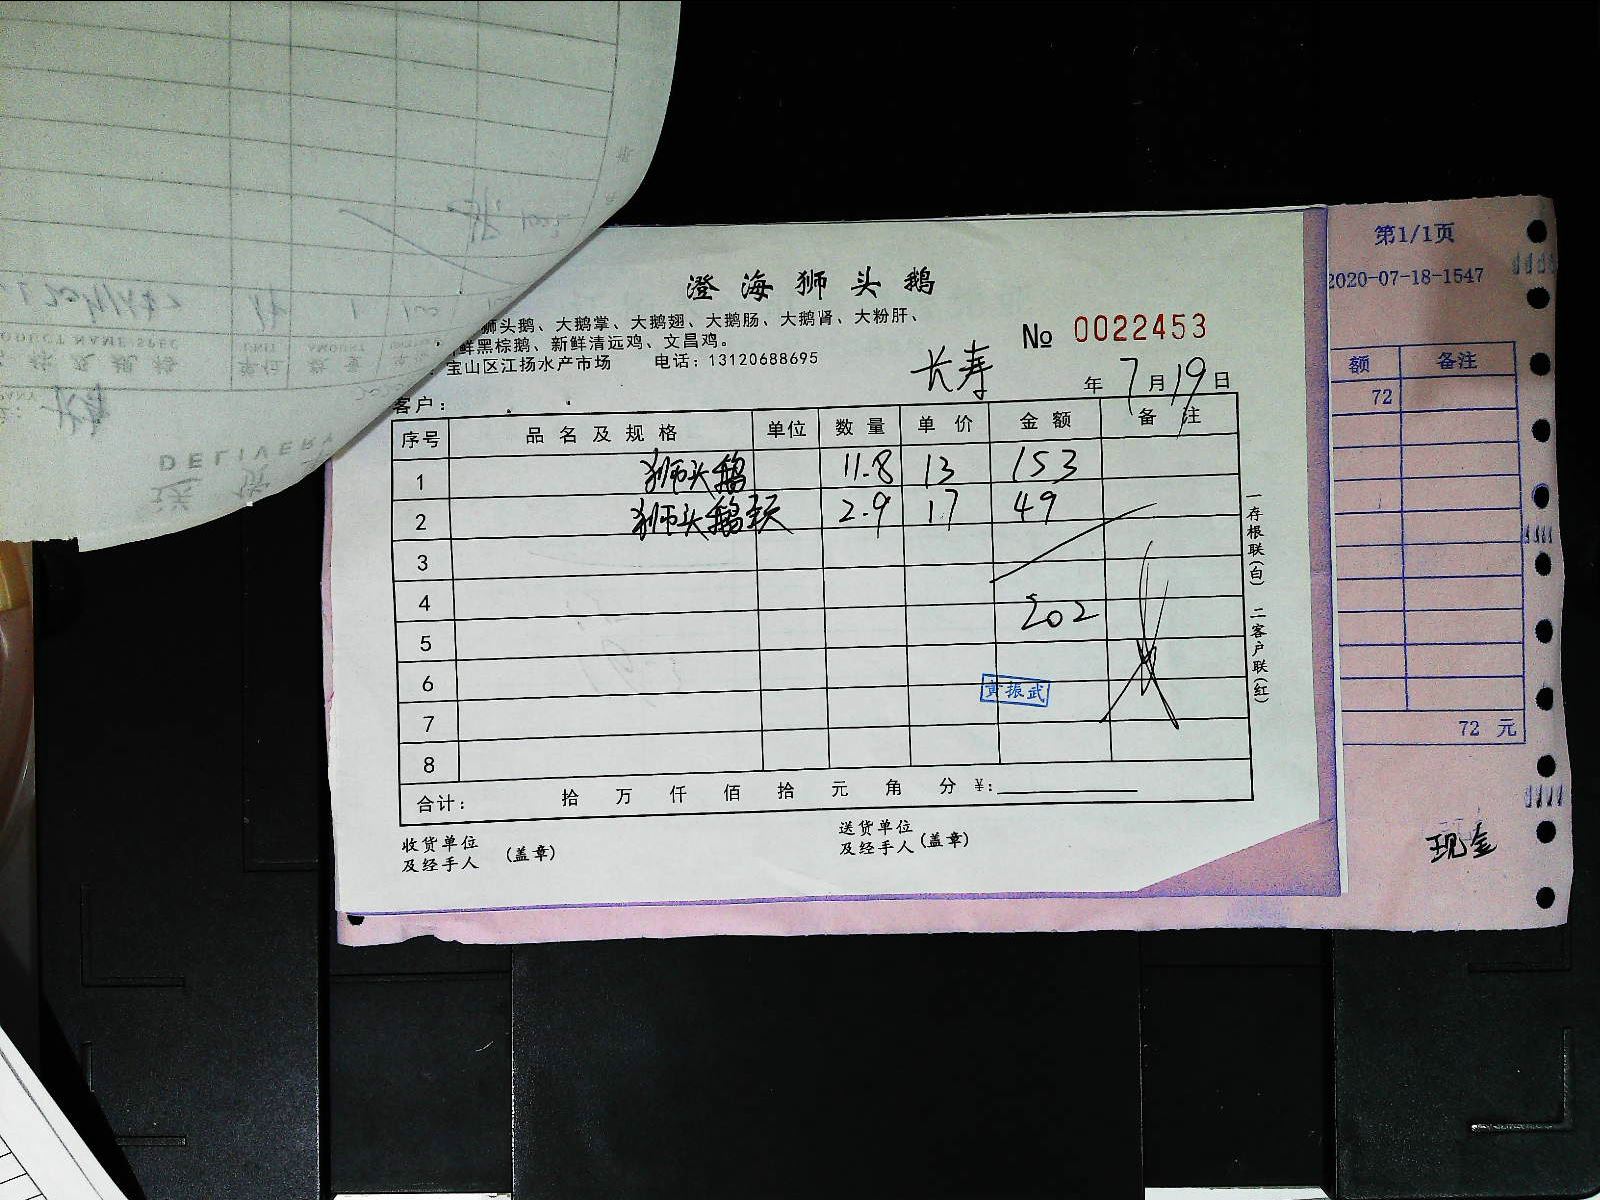 澄海狮头鹅
狮头鹅、大鹅掌、大鹅翅、大鹅肠、大鹅肾、大粉肝、
鲜黑棕鹅、新鲜清远鸡、文昌鸡。
宝山区江扬水产市场 电话：13120688695
№ 0022453
长寿
年 7月19日
客户：
序号 品名及规格 单位 数量 单价 金额 备注
1 狮头鹅 11.8 13 153
2 狮头鹅 2.9 17 49
3
4
202
5
6
黄振武
7
8
合计： 拾 万 仟 佰 拾 元 角 分 ¥:
收货单位
及经手人 (盖章)
送货单位
及经手人 (盖章)
一存根联(白) 二客户联(红)
第1/1页
2020-07-18-1547
额 备注
72
72 元
现金
DELIVERY
送 货